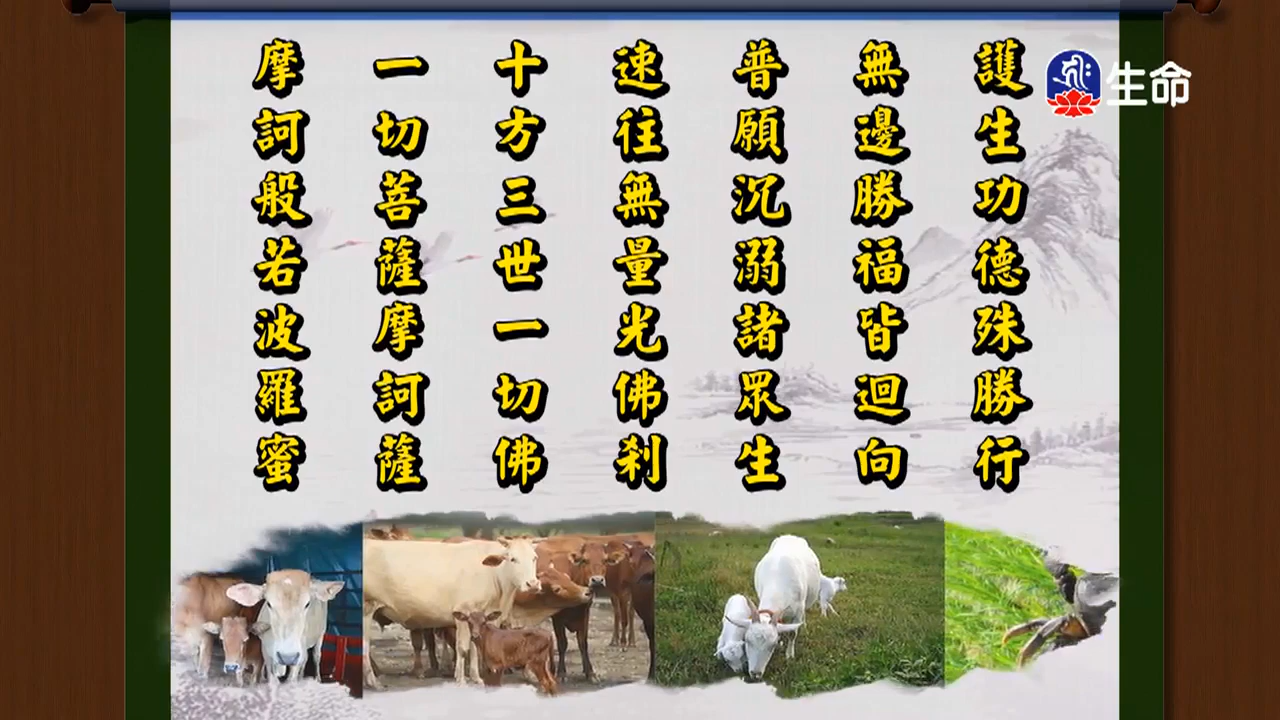 護生功德殊勝行
無邊勝福皆迴向
普願沉溺諸眾生
速往無量光佛剎
十方三世一切佛
一切菩薩摩訶薩
摩訶般若波羅蜜
生命